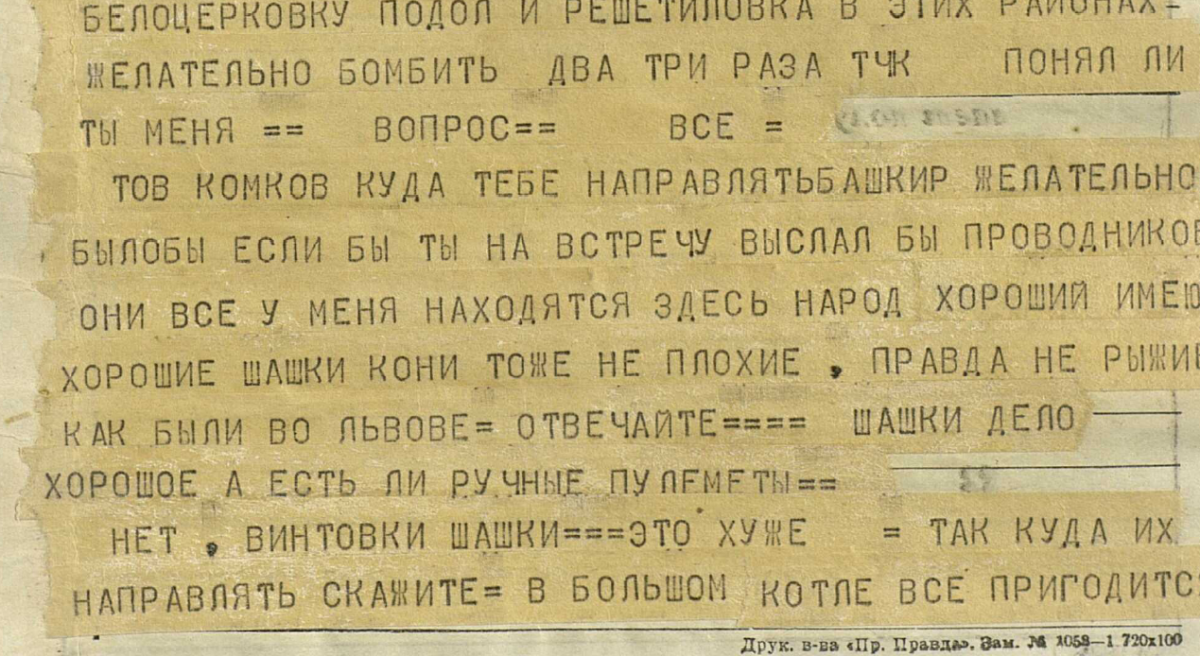 БЕЛОЦЕРКОВКУ ПОДОЛ И РЕШЕТИЛОВКА В ЭТИХ РАЙОНАХ-
ЖЕЛАТЕЛЬНО БОМБИТЬ ДВА ТРИ РАЗА ТЧК ПОНЯЛ ЛИ
ТЫ МЕНЯ == ВОПРОС== ВСЕ =
ТОВ КОМКОВ КУДА ТЕБЕ НАПРАВЛЯТЬБАШКИР ЖЕЛАТЕЛЬНО
БЫЛОБЫ ЕСЛИ БЫ ТЫ НА ВСТРЕЧУ ВЫСЛАЛ БЫ ПРОВОДНИКОВ
ОНИ ВСЕ У МЕНЯ НАХОДЯТСЯ ЗДЕСЬ НАРОД ХОРОШИЙ ИМЕЮ
ХОРОШИЕ ШАШКИ КОНИ ТОЖЕ НЕ ПЛОХИЕ , ПРАВДА НЕ РЫЖИЕ
КАК БЫЛИ ВО ЛЬВОВЕ= ОТВЕЧАЙТЕ==== ШАШКИ ДЕЛО
ХОРОШОЕ А ЕСТЬ ЛИ РУЧНЫЕ ПУЛЕМЕТЫ==
НЕТ , ВИНТОВКИ ШАШКИ===ЭТО ХУЖЕ = ТАК КУДА ИХ
НАПРАВЛЯТЬ СКАЖИТЕ= В БОЛЬШОМ КОТЛЕ ВСЕ ПРИГОДИТС
Друк. в-ва «Пр. Правда». Зам. № 1058—1 720х100